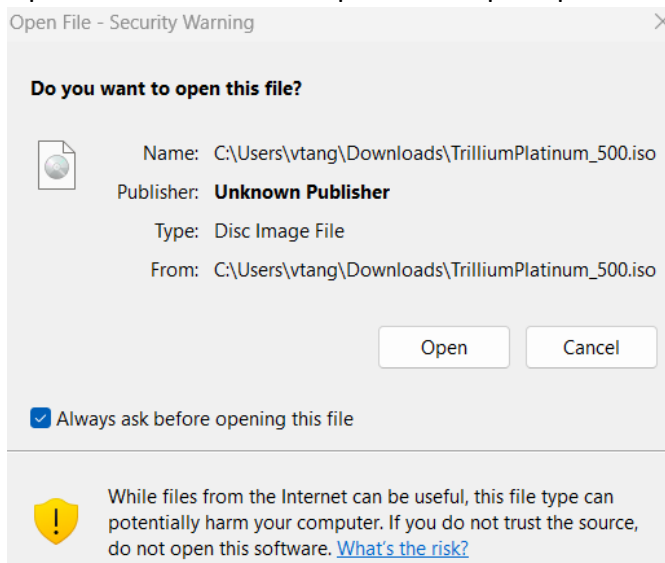 Open File - Security Warning
Do you want to open this file?
Name: C:\Users\vtang\Downloads\TrilliumPlatinum_500.iso
Publisher: Unknown Publisher
Type: Disc Image File
From: C:\Users\vtang\Downloads\TrilliumPlatinum_500.iso
Open Cancel
Always ask before opening this file
While files from the Internet can be useful, this file type can
potentially harm your computer. If you do not trust the source,
do not open this software. What's the risk?